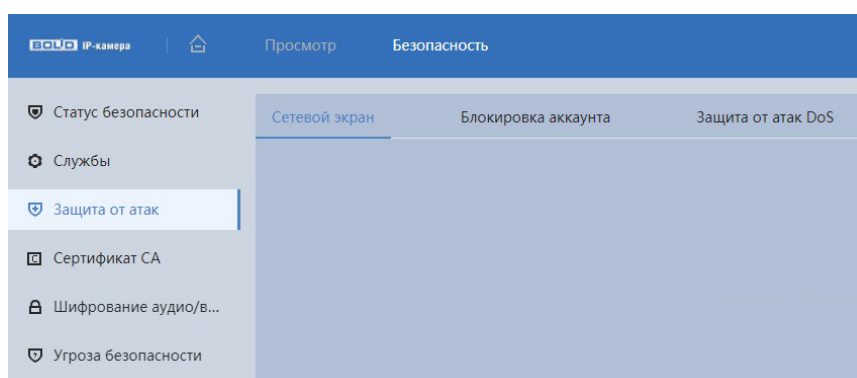 BOLID IP-камера
Просмотр
Безопасность
Статус безопасности
Службы
Защита от атак
Сертификат CA
Шифрование аудио/в...
Угроза безопасности
Сетевой экран
Блокировка аккаунта
Защита от атак DoS